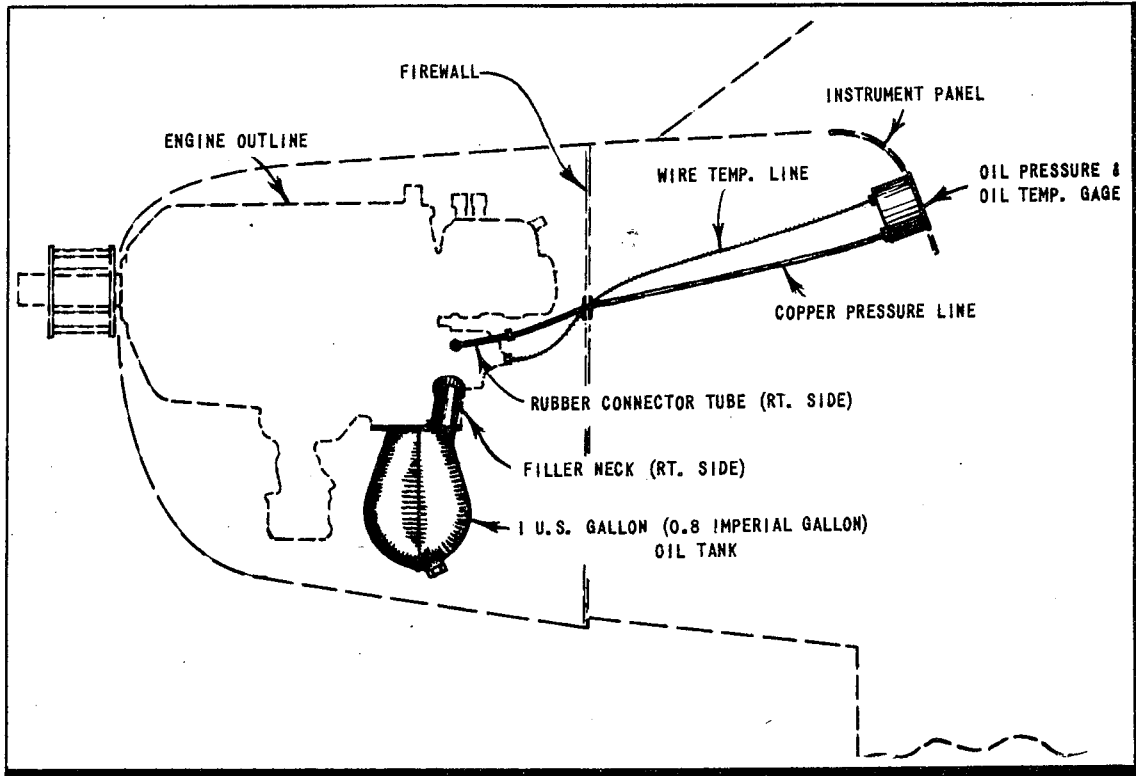 FIREWALL
INSTRUMENT PANEL
ENGINE OUTLINE
WIRE TEMP. LINE
OIL PRESSURE &
OIL TEMP. GAGE
COPPER PRESSURE LINE
RUBBER CONNECTOR TUBE (RT. SIDE)
FILLER NECK (RT. SIDE)
1 U.S. GALLON (0.8 IMPERIAL GALLON)
OIL TANK